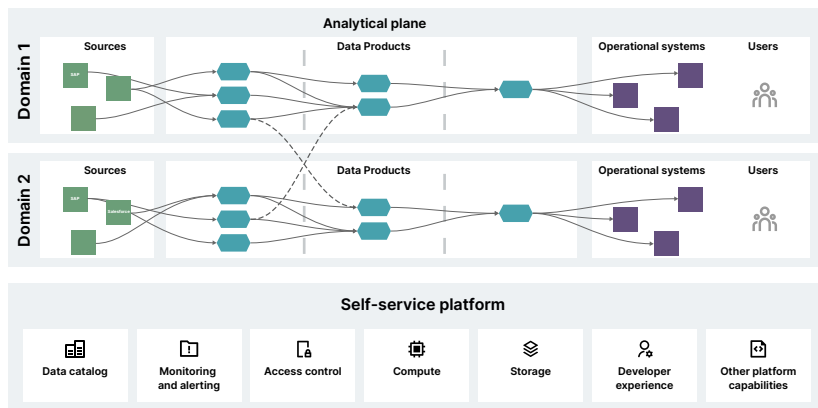 Analytical plane
Domain 1
Sources
Data Products
Operational systems
Users
SAP
Domain 2
Sources
Data Products
Operational systems
Users
SAP
Salesforce
Self-service platform
Data catalog
Monitoring
and alerting
Access control
Compute
Storage
Developer
experience
Other platform
capabilities